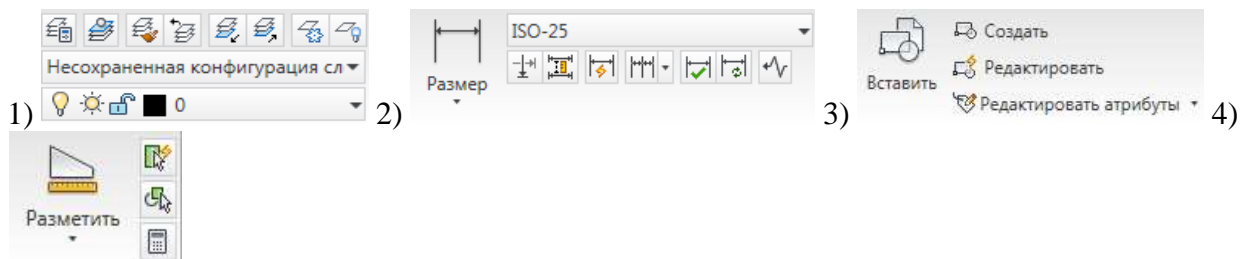 1) Несохраненная конфигурация сл
0
2) Размер
ISO-25
3) Вставить
Создать
Редактировать
Редактировать атрибуты
4)
Разметить